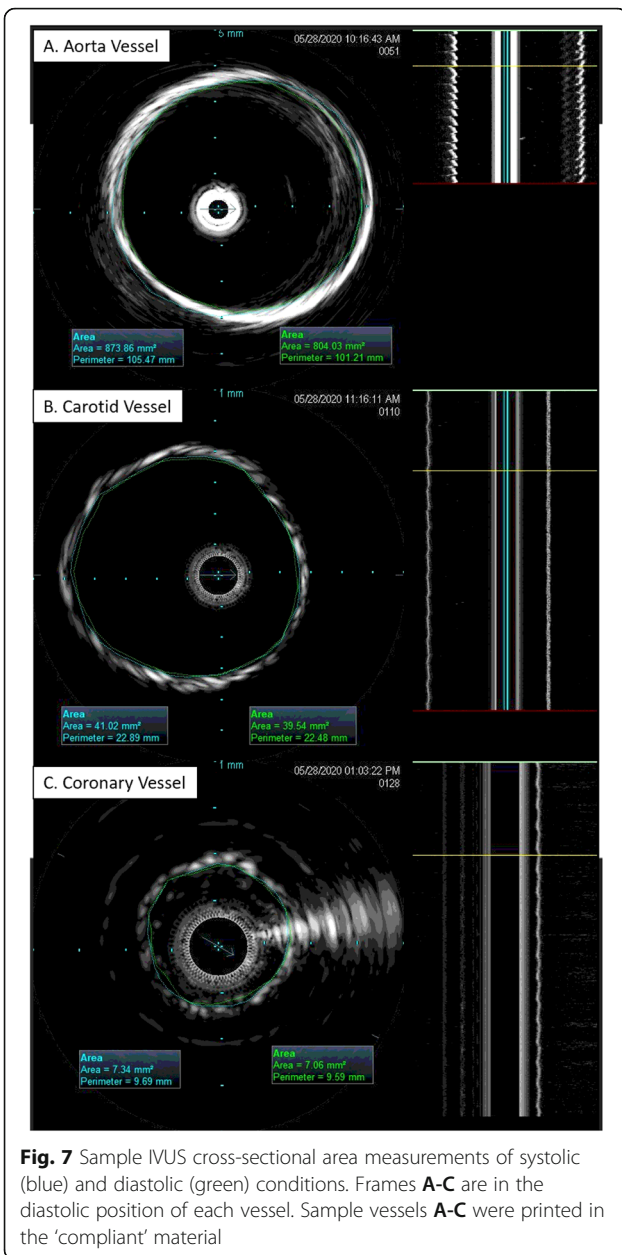 A. Aorta Vessel
5 mm
05/28/2020 10:16:43 AM
0051
Area
Area = 873.86 mm²
Perimeter = 105.47 mm
Area
Area = 804.03 mm²
Perimeter = 101.21 mm
B. Carotid Vessel
1 mm
05/28/2020 11:16:11 AM
0110
Area
Area = 41.02 mm²
Perimeter = 22.89 mm
Area
Area = 39.54 mm²
Perimeter = 22.48 mm
C. Coronary Vessel
1 mm
05/28/2020 01:03:22 PM
0128
Area
Area = 7.34 mm²
Perimeter = 9.69 mm
Area
Area = 7.06 mm²
Perimeter = 9.59 mm
Fig. 7 Sample IVUS cross-sectional area measurements of systolic
(blue) and diastolic (green) conditions. Frames A-C are in the
diastolic position of each vessel. Sample vessels A-C were printed in
the ‘compliant’ material